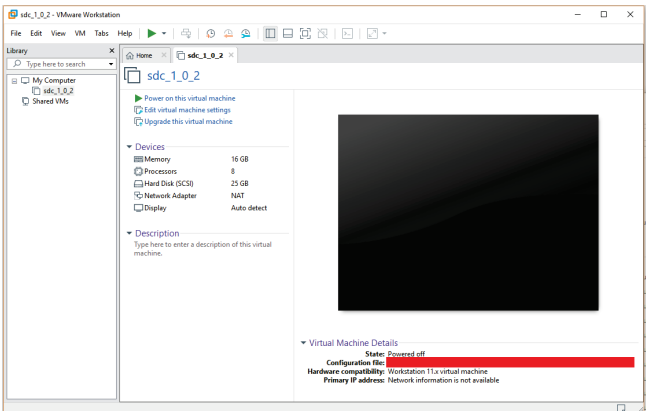 sdc_1_0_2 - VMware Workstation
File Edit View VM Tabs Help
Library
Type here to search
My Computer
sdc_1_0_2
Shared VMs
Home
sdc_1_0_2
sdc_1_0_2
Power on this virtual machine
Edit virtual machine settings
Upgrade this virtual machine
Devices
Memory 16 GB
Processors 8
Hard Disk (SCSI) 25 GB
Network Adapter NAT
Display Auto detect
Description
Type here to enter a description of this virtual
machine.
Virtual Machine Details
State: Powered off
Configuration file:
Hardware compatibility: Workstation 11.x virtual machine
Primary IP address: Network information is not available